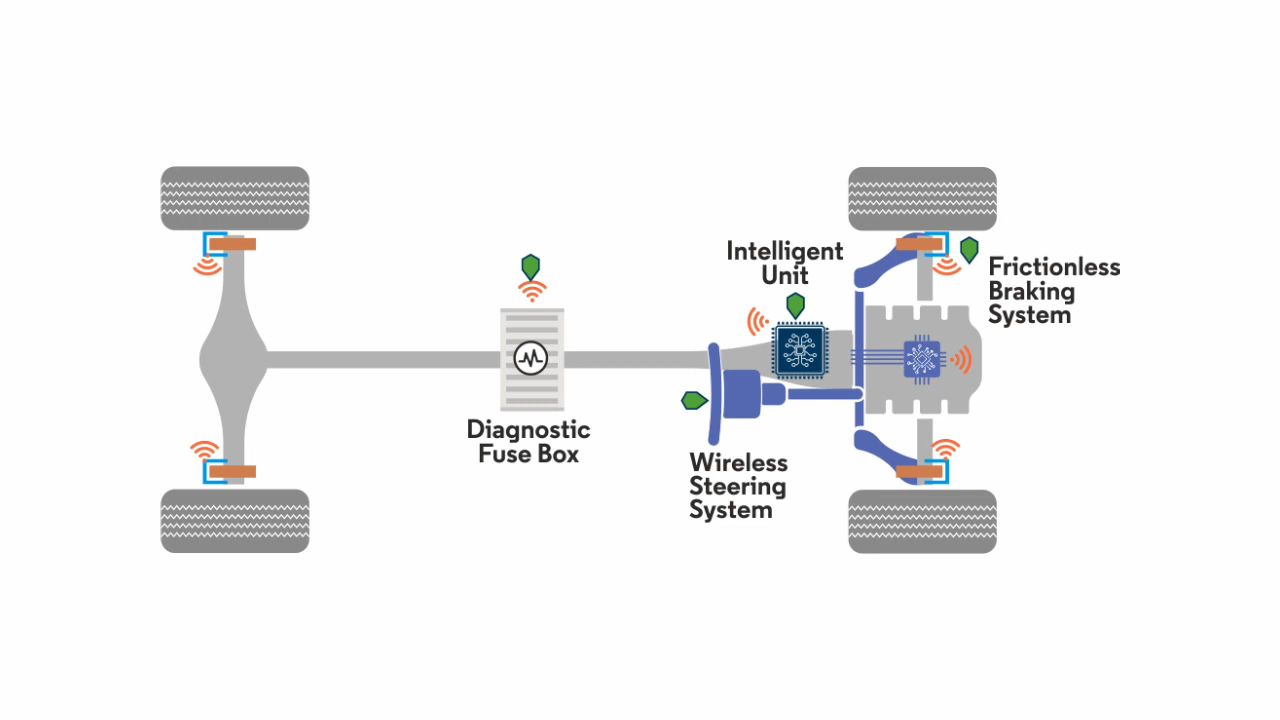 Intelligent
Unit
Frictionless
Braking
System
Diagnostic
Fuse Box
Wireless
Steering
System